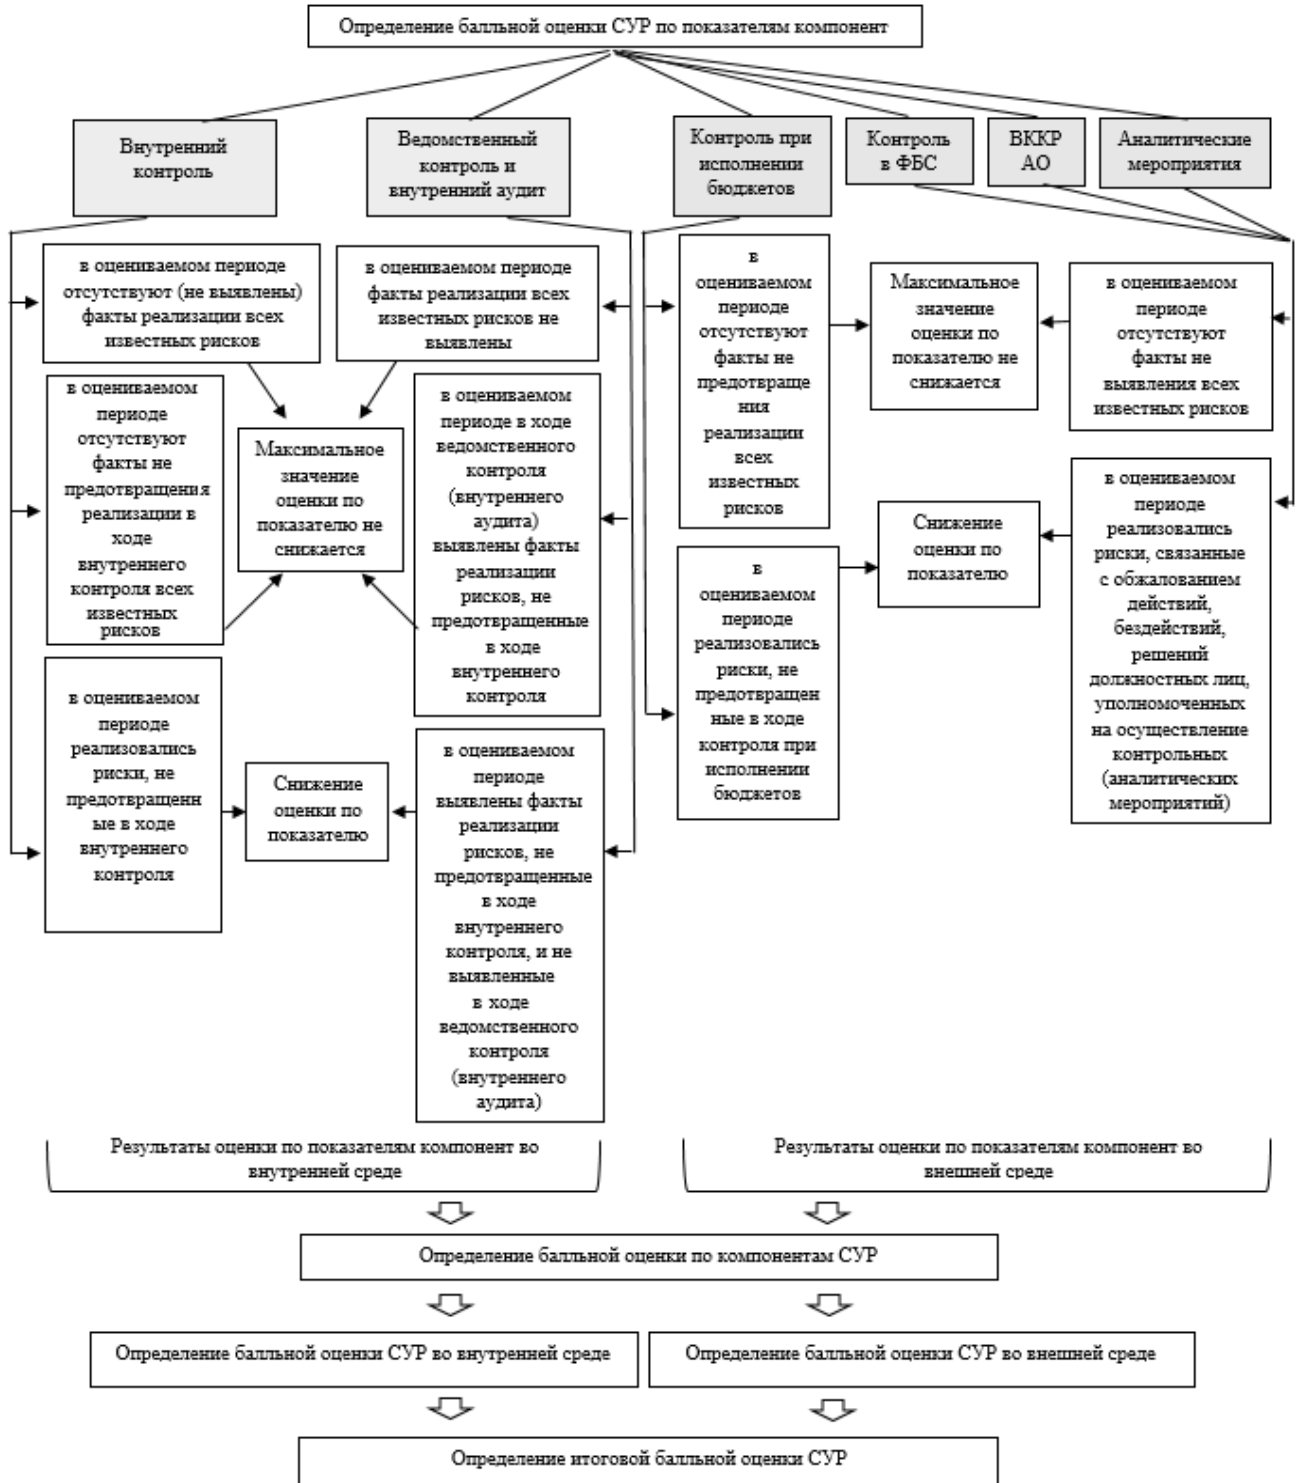 Определение балльной оценки СУР по показателям компонент
Внутренний
контроль
Ведомственный
контроль и
внутренний аудит
Контроль при
исполнении
бюджетов
Контроль
в ФБС
ВККР
АО
Аналитические
мероприятия
в оцениваемом периоде
отсутствуют (не выявлены)
факты реализации всех
известных рисков
в оцениваемом периоде
факты реализации всех
известных рисков не
выявлены
в
оцениваемом
периоде
отсутствуют
факты не
предотвраще
ния
реализации
всех
известных
рисков
Максимальное
значение
оценки по
показателю не
снижается
в оцениваемом
периоде
отсутствуют
факты не
выявления всех
известных рисков
в оцениваемом
периоде
отсутствуют
факты не
предотвращения
реализации в
ходе
внутреннего
контроля всех
известных
рисков
Максимальное
значение
оценки по
показателю не
снижается
в оцениваемом
периоде в ходе
ведомственного
контроля
(внутреннего
аудита)
выявлены факты
реализации
рисков, не
предотвращенные
в ходе
внутреннего
контроля
в
оцениваемом
периоде
реализовались
риски, не
предотвращен
ные в ходе
контроля при
исполнении
бюджетов
Снижение
оценки по
показателю
в оцениваемом
периоде
реализовались
риски, связанные
с обжалованием
действий,
бездействий,
решений
должностных лиц,
уполномоченных
на осуществление
контрольных
(аналитических
мероприятий)
в оцениваемом
периоде
реализовались
риски, не
предотвращенн
ые в ходе
внутреннего
контроля
Снижение
оценки по
показателю
в оцениваемом
периоде
выявлены факты
реализации
рисков, не
предотвращенные
в ходе
внутреннего
контроля, и не
выявленные
в ходе
ведомственного
контроля
(внутреннего
аудита)
Результаты оценки по показателям компонент во
внутренней среде
Результаты оценки по показателям компонент во
внешней среде
Определение балльной оценки по компонентам СУР
Определение балльной оценки СУР во внутренней среде
Определение балльной оценки СУР во внешней среде
Определение итоговой балльной оценки СУР